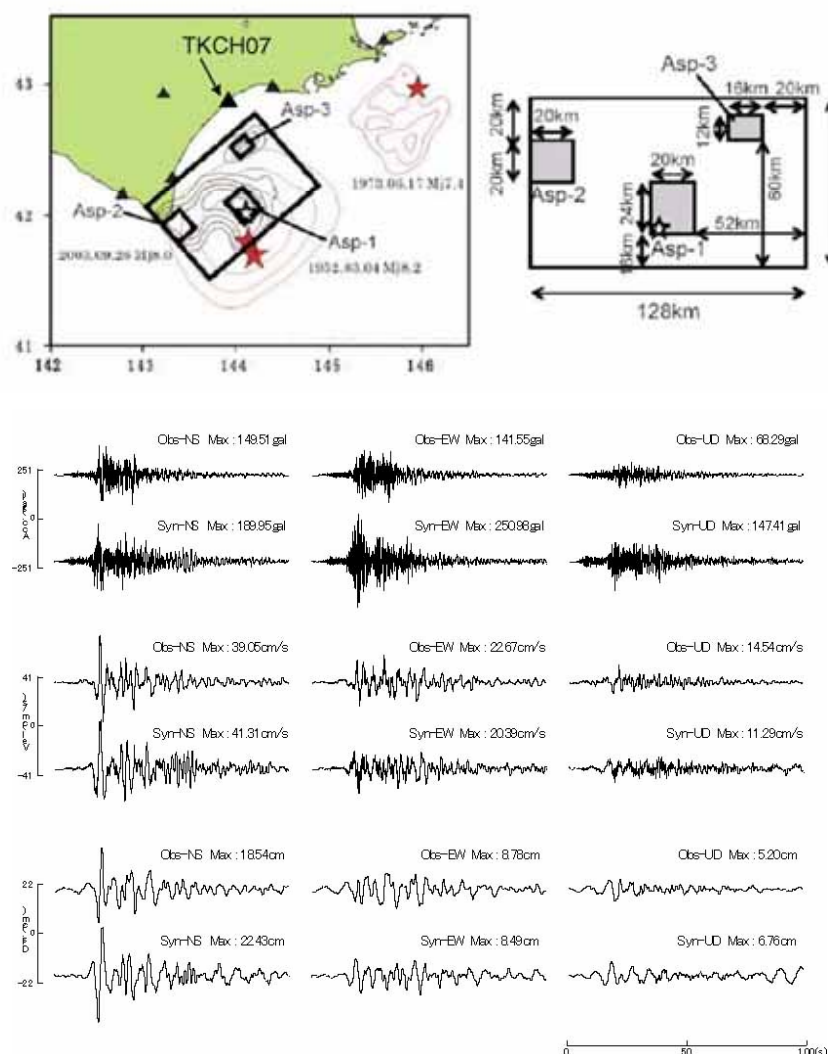 TKCH07
43
42
41
142
143
144
145
146
Asp-3
Asp-2
Asp-1
1973.06.17 Mj7.4
2003.09.26 Mj8.0
1952.03.04 Mj8.2
Asp-3
16km 20km
20km
12km
20km
20km
Asp-2
20km
24km
60km
52km
Asp-1
128km
Obs-NS Max : 149.51gal
Obs-EW Max : 141.55gal
Obs-UD Max : 68.29gal
251
0
-251
Syn-NS Max : 189.95gal
Syn-EW Max : 250.98gal
Syn-UD Max : 147.41gal
Obs-NS Max : 39.05cm/s
Obs-EW Max : 22.67cm/s
Obs-UD Max : 14.54cm/s
41
0
-41
Syn-NS Max : 41.31cm/s
Syn-EW Max : 20.39cm/s
Syn-UD Max : 11.29cm/s
Obs-NS Max : 18.54cm
Obs-EW Max : 8.78cm
Obs-UD Max : 5.20cm
22
0
-22
Syn-NS Max : 22.43cm
Syn-EW Max : 8.49cm
Syn-UD Max : 6.76cm
0 50 100(s)